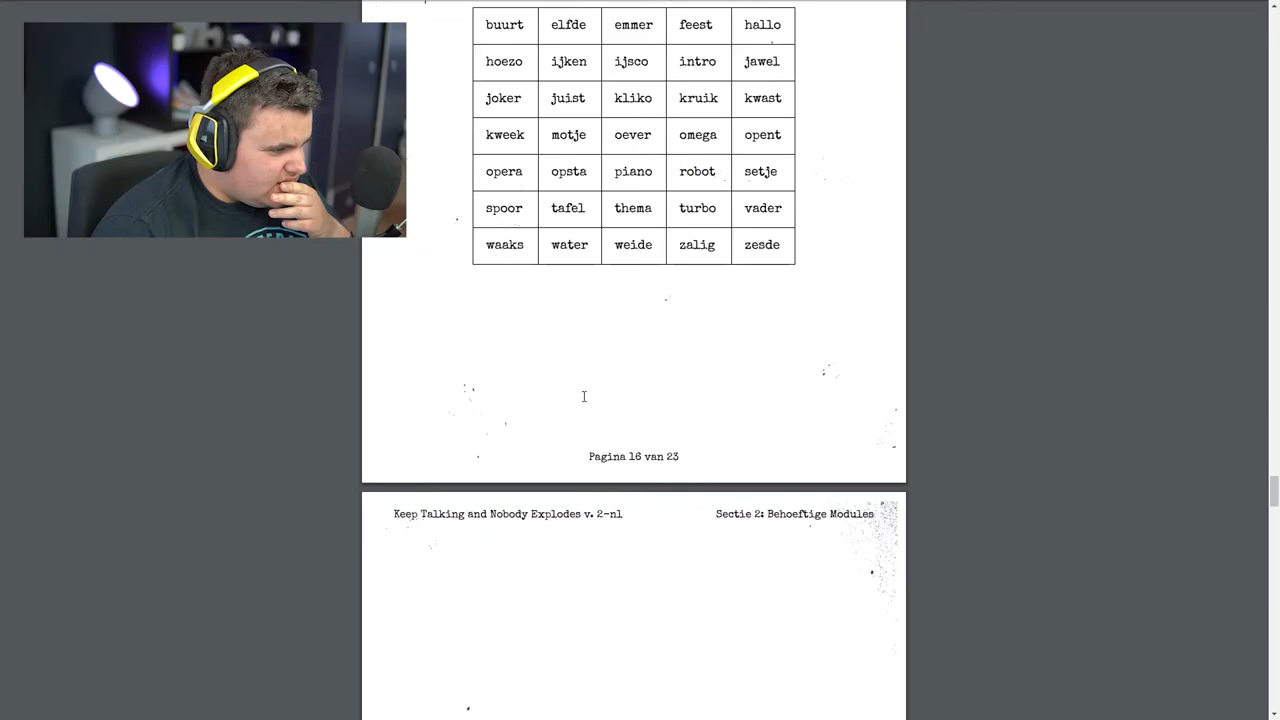 buurt elfde emmer feest hallo
hoezo ijken ijsco intro jawel
joker juist kliko kruik kwast
kweek motje oever omega opent
opera opsta piano robot setje
spoor tafel thema turbo vader
waaks water weide zalig zesde
Pagina 16 van 23
Keep Talking and Nobody Explodes v. 2-nl Sectie 2: Behoeftige Modules